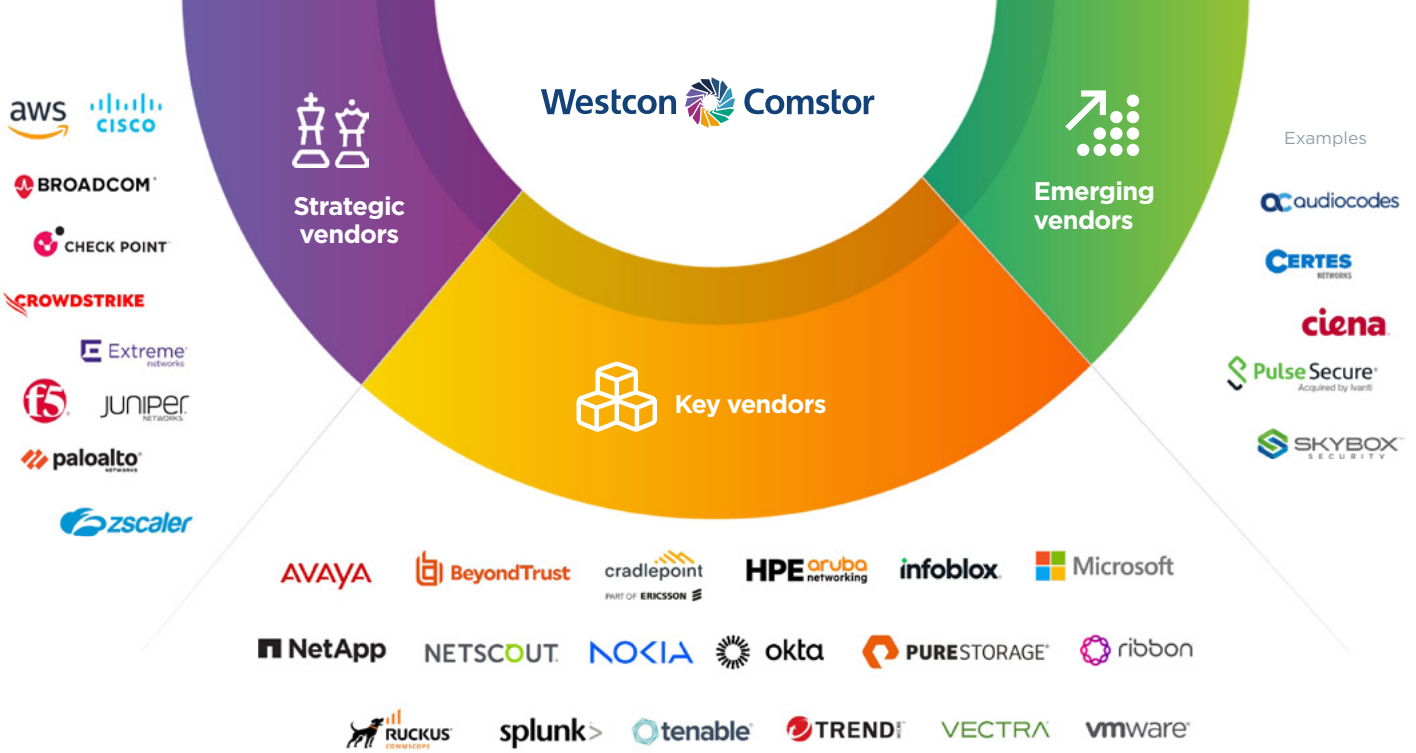 Westcon Comstor
Strategic
vendors
aws
CISCO
BROADCOM
CHECK POINT
CROWDSTRIKE
Extreme
networks
f5
JUNIPER
NETWORKS
paloalto
NETWORKS
zscaler
Key vendors
AVAYA
BeyondTrust
cradlepoint
PART OF ERICSSON
HPE aruba
networking
infoblox
Microsoft
NetApp
NETSCOUT
NOKIA
okta
PURESTORAGE
ribbon
RUCKUS
COMMSCOPE
splunk>
tenable
TREND
MICRO
VECTRA
vmware
Emerging
vendors
Examples
audiocodes
CERTES
NETWORKS
ciena
Pulse Secure
Acquired by Ivanti
SKYBOX
SECURITY